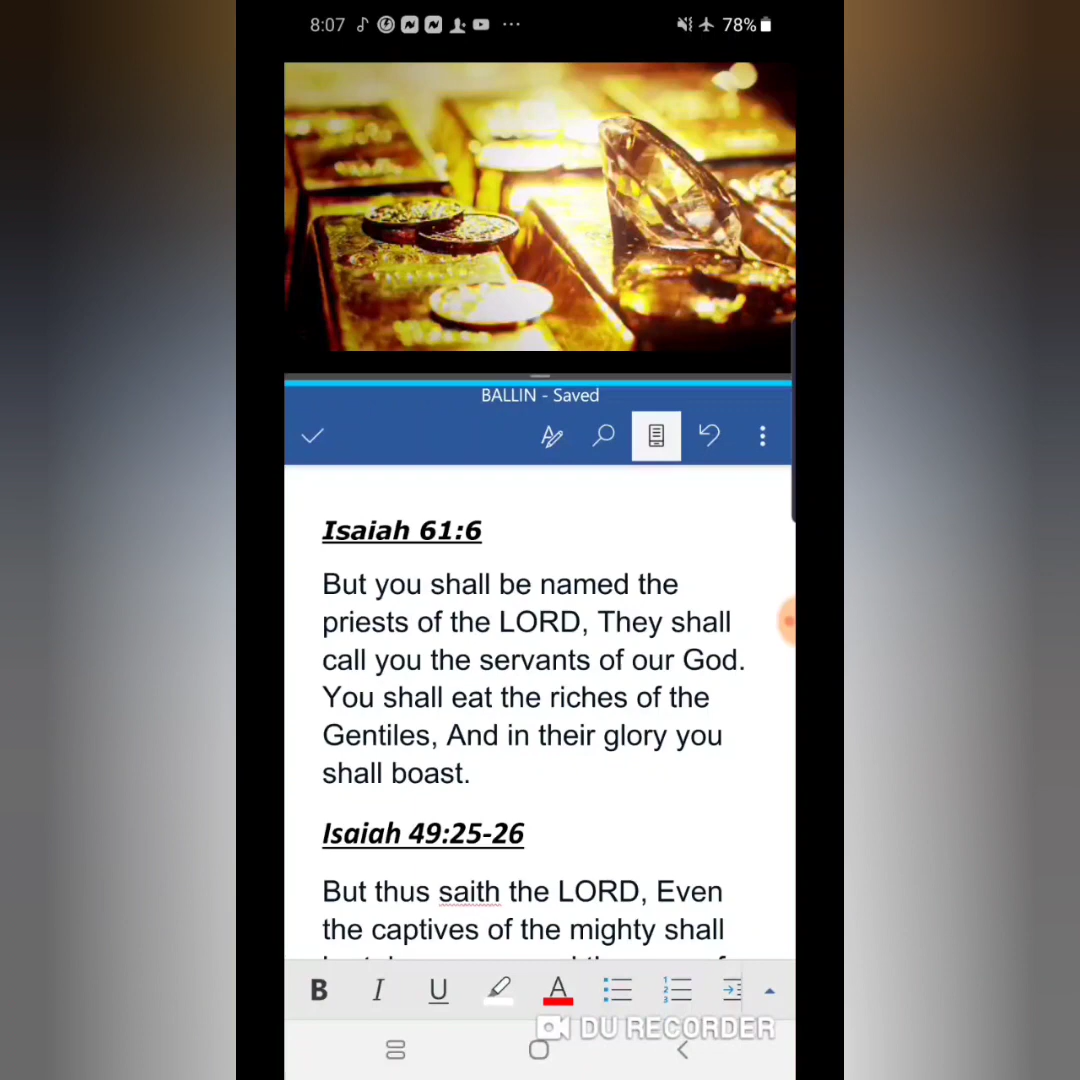 8:07
78%
BALLIN - Saved
Isaiah 61:6
But you shall be named the
priests of the LORD, They shall
call you the servants of our God.
You shall eat the riches of the
Gentiles, And in their glory you
shall boast.
Isaiah 49:25-26
But thus saith the LORD, Even
the captives of the mighty shall
B I U A
DU RECORDER